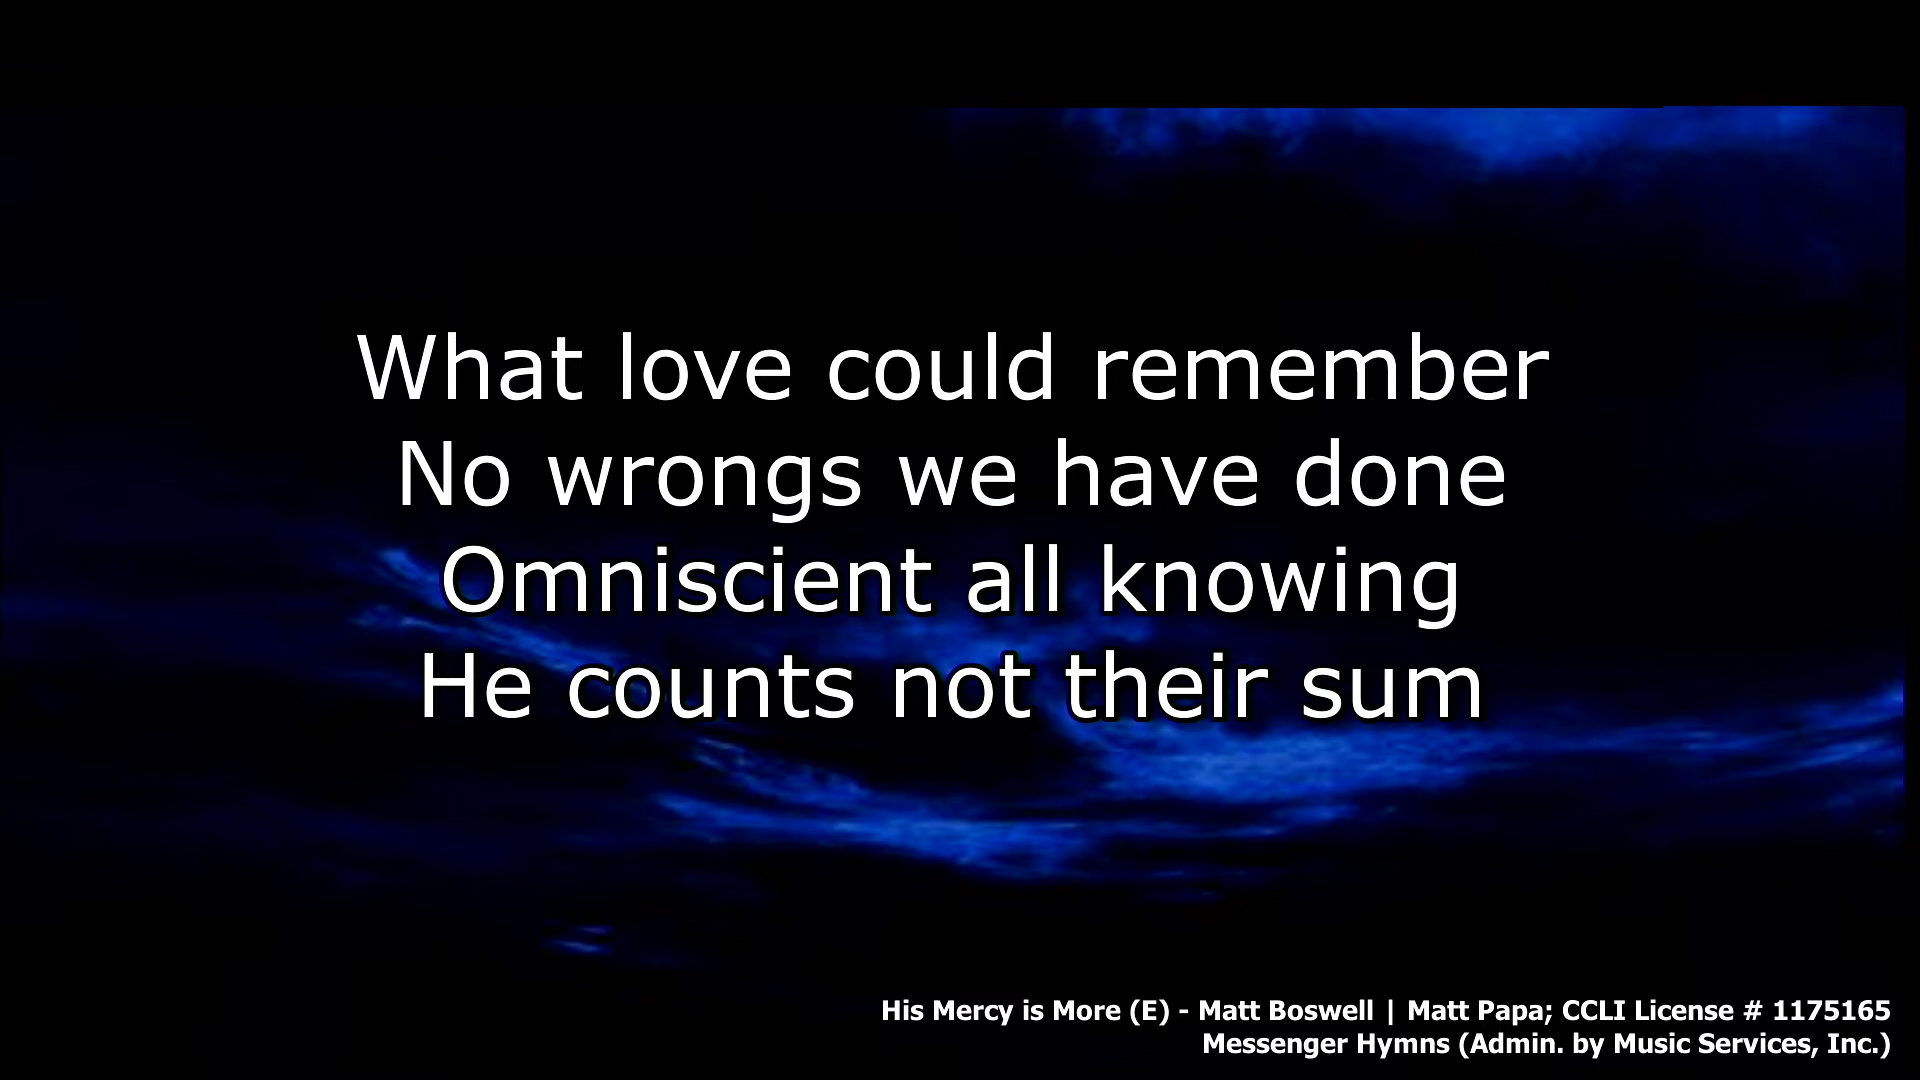 What love could remember
No wrongs we have done
Omniscient all knowing
He counts not their sum
His Mercy is More (E) - Matt Boswell | Matt Papa; CCLI License # 1175165
Messenger Hymns (Admin. by Music Services, Inc.)